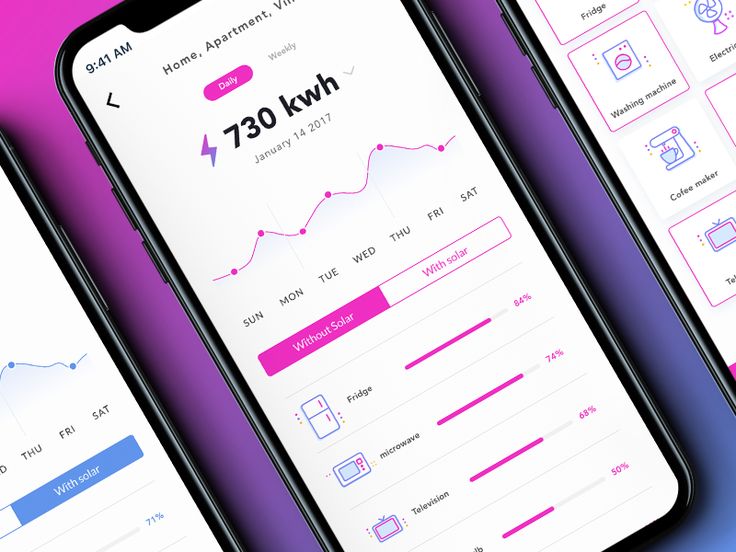 9:41 AM
Home, Apartment,
Daily
Weekly
730 kwh
January 14 2017
SUN
MON
TUE
WED
THU
FRI
SAT
Without Solar
With solar
84%
Fridge
74%
microwave
68%
Television
50%
THU
FRI
SAT
With solar
71%
Fridge
Washing machine
Cofee maker